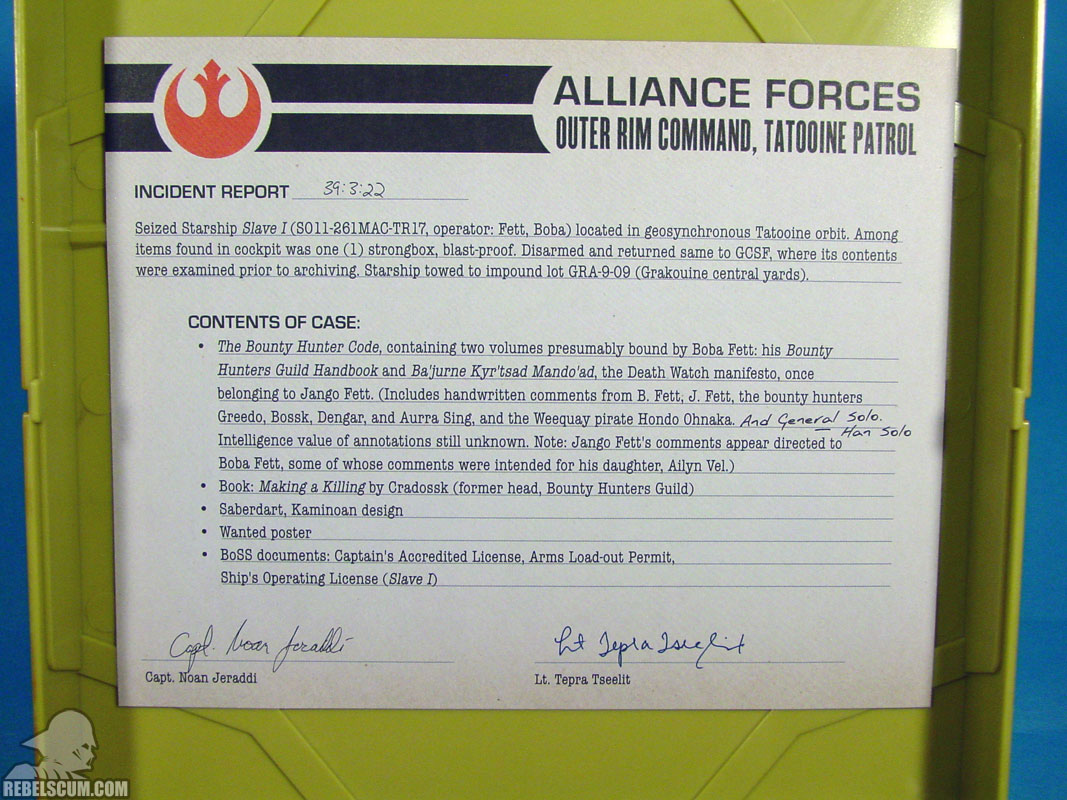 ALLIANCE FORCES
OUTER RIM COMMAND, TATOOINE PATROL
INCIDENT REPORT 39:3:22
Seized Starship Slave I (S011-261MAC-TR17, operator: Fett, Boba) located in geosynchronous Tatooine orbit. Among
items found in cockpit was one (1) strongbox, blast-proof. Disarmed and returned same to GCSF, where its contents
were examined prior to archiving. Starship towed to impound lot GRA-9-09 (Grakouine central yards).
CONTENTS OF CASE:
• The Bounty Hunter Code, containing two volumes presumably bound by Boba Fett: his Bounty
Hunters Guild Handbook and Ba'jurne Kyr'tsad Mando'ad, the Death Watch manifesto, once
belonging to Jango Fett. (Includes handwritten comments from B. Fett, J. Fett, the bounty hunters
Greedo, Bossk, Dengar, and Aurra Sing, and the Weequay pirate Hondo Ohnaka. And General Solo.
Han Solo
Intelligence value of annotations still unknown. Note: Jango Fett's comments appear directed to
Boba Fett, some of whose comments were intended for his daughter, Ailyn Vel.)
• Book: Making a Killing by Cradossk (former head, Bounty Hunters Guild)
• Saberdart, Kaminoan design
• Wanted poster
• BoSS documents: Captain's Accredited License, Arms Load-out Permit,
Ship's Operating License (Slave I)
Capt. Noan Jeraddi
Lt Tepra Tseelit
Capt. Noan Jeraddi
Lt. Tepra Tseelit
REBELSCUM.COM